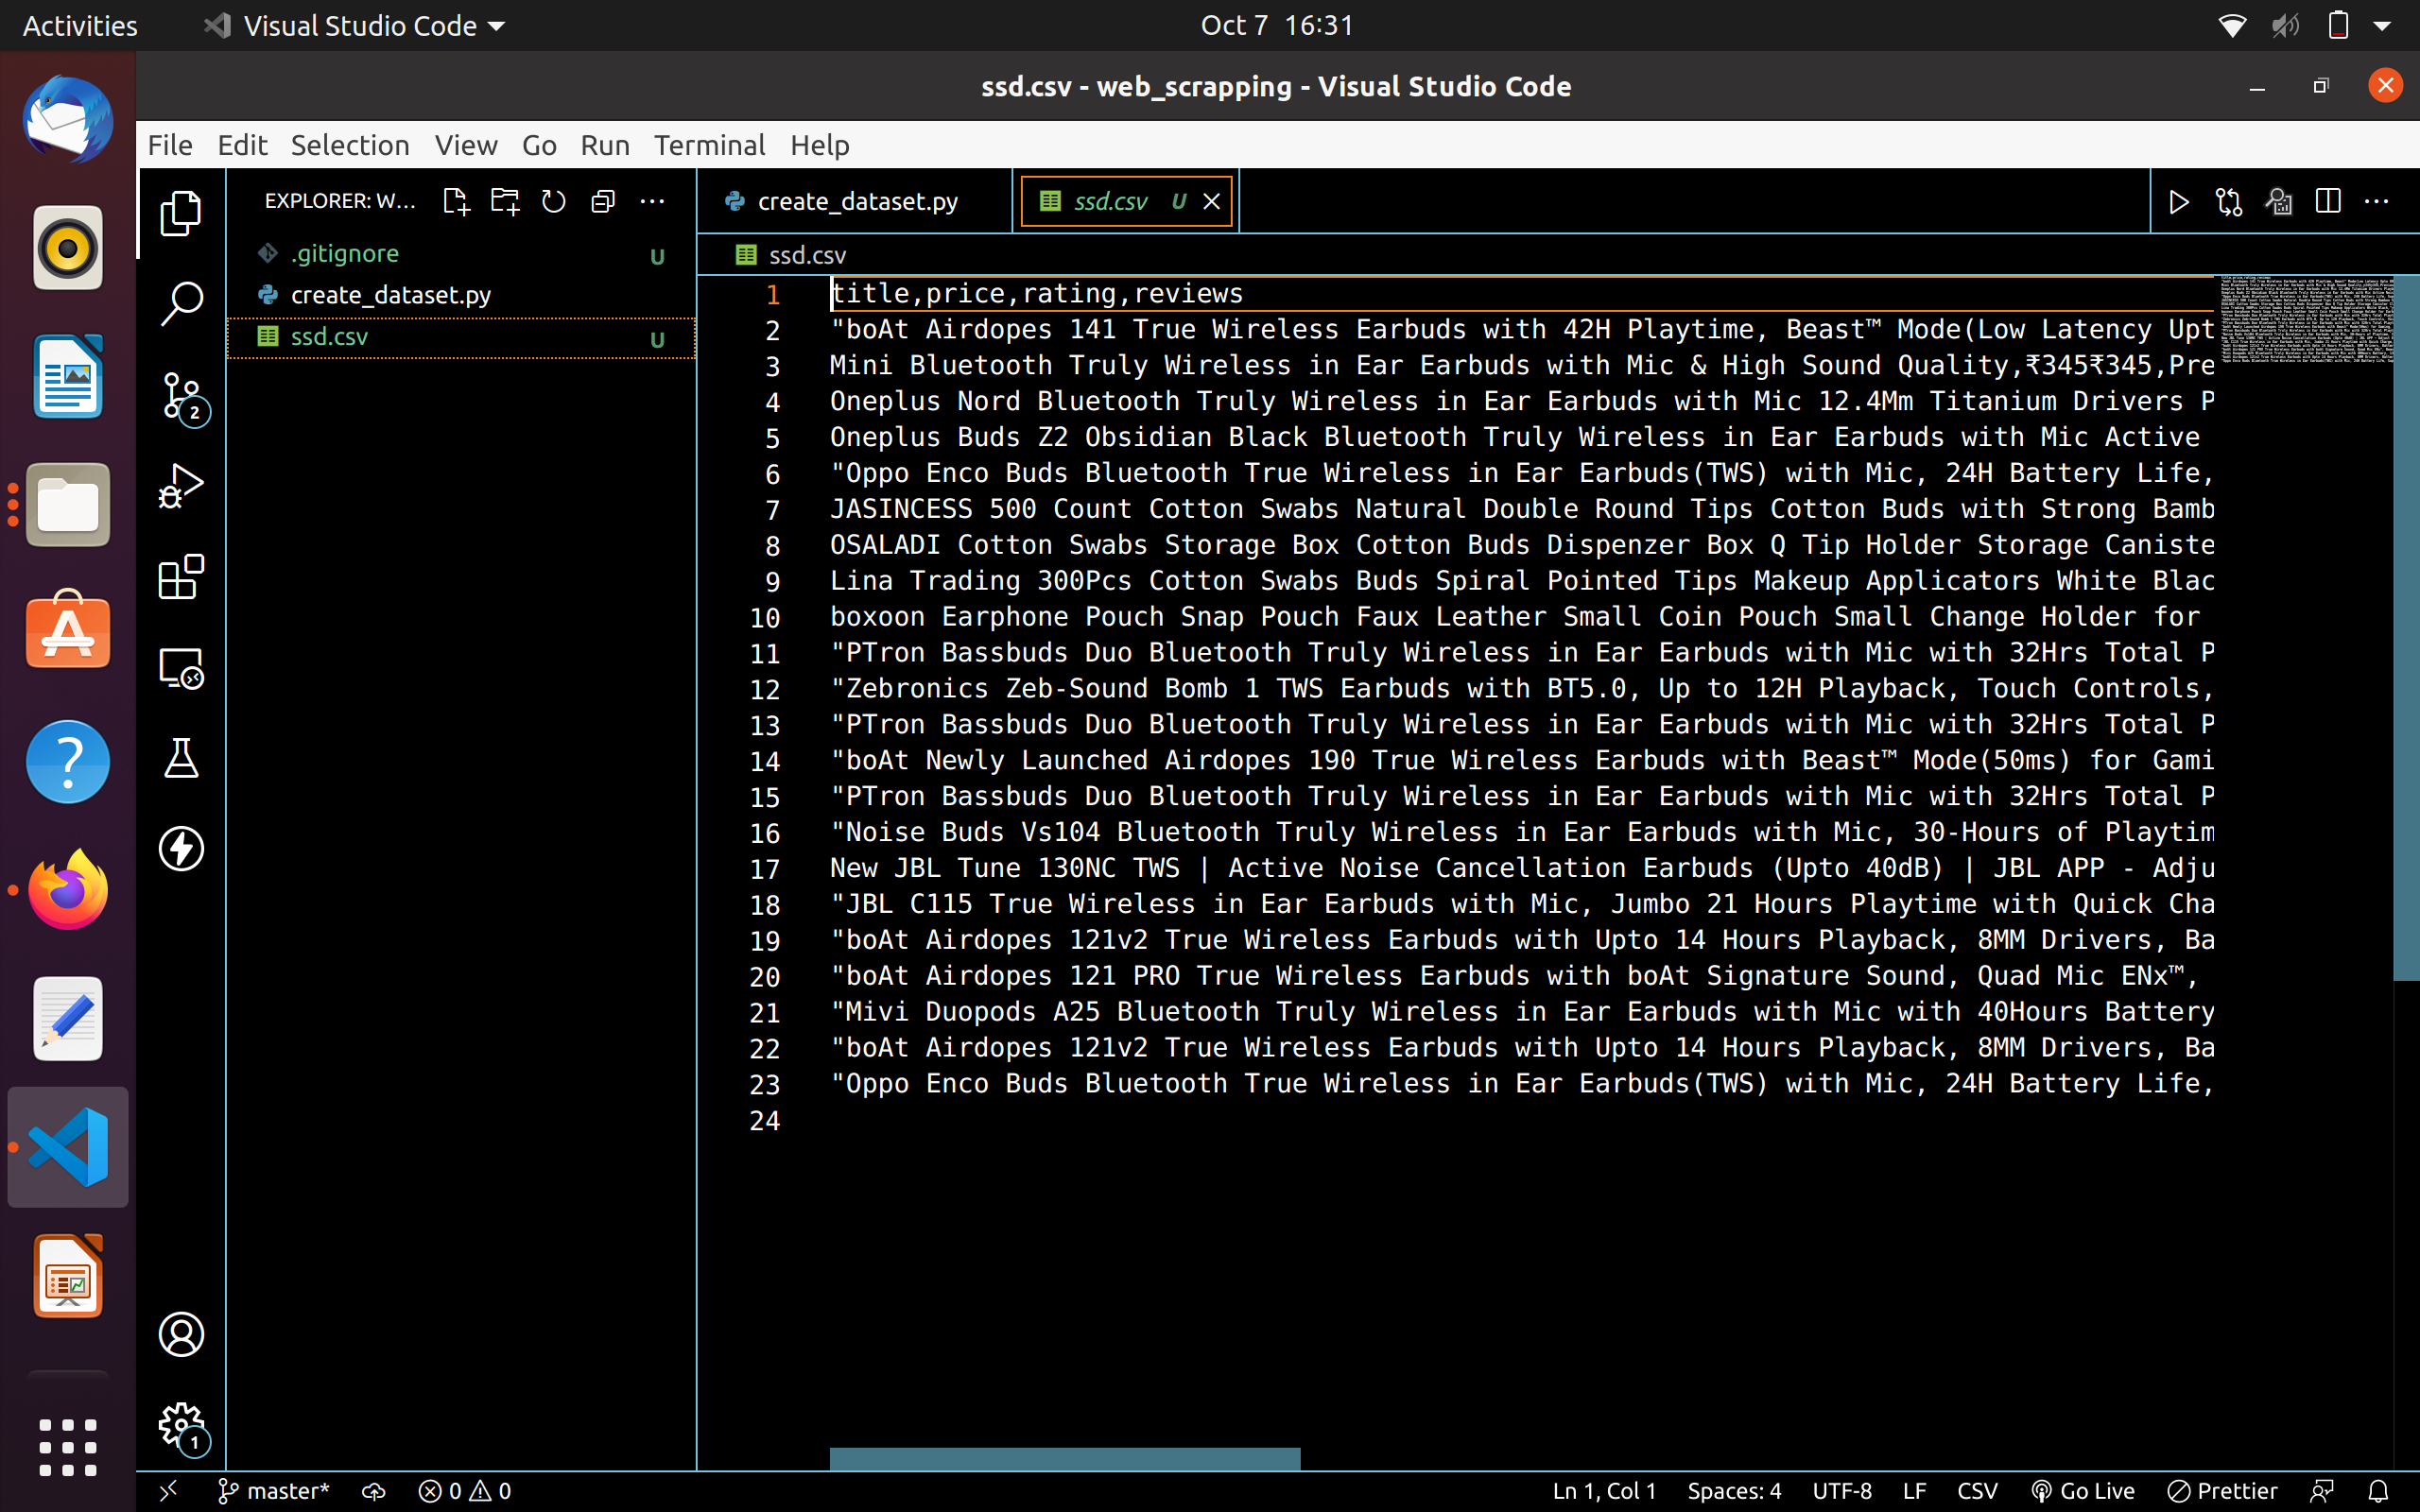 Activities
Visual Studio Code
Oct 7 16:31
ssd.csv - web_scrapping - Visual Studio Code
File Edit Selection View Go Run Terminal Help
EXPLORER: W...
.gitignore U
create_dataset.py
ssd.csv U
2
1
create_dataset.py
ssd.csv U
ssd.csv
1 title,price,rating,reviews
2 "boAt Airdopes 141 True Wireless Earbuds with 42H Playtime, Beast™ Mode(Low Latency Upt
3 Mini Bluetooth Truly Wireless in Ear Earbuds with Mic & High Sound Quality,₹345₹345,Pre
4 Oneplus Nord Bluetooth Truly Wireless in Ear Earbuds with Mic 12.4Mm Titanium Drivers P
5 Oneplus Buds Z2 Obsidian Black Bluetooth Truly Wireless in Ear Earbuds with Mic Active
6 "Oppo Enco Buds Bluetooth True Wireless in Ear Earbuds(TWS) with Mic, 24H Battery Life,
7 JASINCESS 500 Count Cotton Swabs Natural Double Round Tips Cotton Buds with Strong Bamb
8 OSALADI Cotton Swabs Storage Box Cotton Buds Dispenzer Box Q Tip Holder Storage Caniste
9 Lina Trading 300Pcs Cotton Swabs Buds Spiral Pointed Tips Makeup Applicators White Blac
10 boxoon Earphone Pouch Snap Pouch Faux Leather Small Coin Pouch Small Change Holder for
11 "PTron Bassbuds Duo Bluetooth Truly Wireless in Ear Earbuds with Mic with 32Hrs Total P
12 "Zebronics Zeb-Sound Bomb 1 TWS Earbuds with BT5.0, Up to 12H Playback, Touch Controls,
13 "PTron Bassbuds Duo Bluetooth Truly Wireless in Ear Earbuds with Mic with 32Hrs Total P
14 "boAt Newly Launched Airdopes 190 True Wireless Earbuds with Beast™ Mode(50ms) for Gami
15 "PTron Bassbuds Duo Bluetooth Truly Wireless in Ear Earbuds with Mic with 32Hrs Total P
16 "Noise Buds Vs104 Bluetooth Truly Wireless in Ear Earbuds with Mic, 30-Hours of Playtim
17 New JBL Tune 130NC TWS | Active Noise Cancellation Earbuds (Upto 40dB) | JBL APP - Adju
18 "JBL C115 True Wireless in Ear Earbuds with Mic, Jumbo 21 Hours Playtime with Quick Cha
19 "boAt Airdopes 121v2 True Wireless Earbuds with Upto 14 Hours Playback, 8MM Drivers, Ba
20 "boAt Airdopes 121 PRO True Wireless Earbuds with boAt Signature Sound, Quad Mic ENx™,
21 "Mivi Duopods A25 Bluetooth Truly Wireless in Ear Earbuds with Mic with 40Hours Battery
22 "boAt Airdopes 121v2 True Wireless Earbuds with Upto 14 Hours Playback, 8MM Drivers, Ba
23 "Oppo Enco Buds Bluetooth True Wireless in Ear Earbuds(TWS) with Mic, 24H Battery Life,
24
master* 0 0 Ln 1, Col 1 Spaces: 4 UTF-8 LF CSV Go Live Prettier